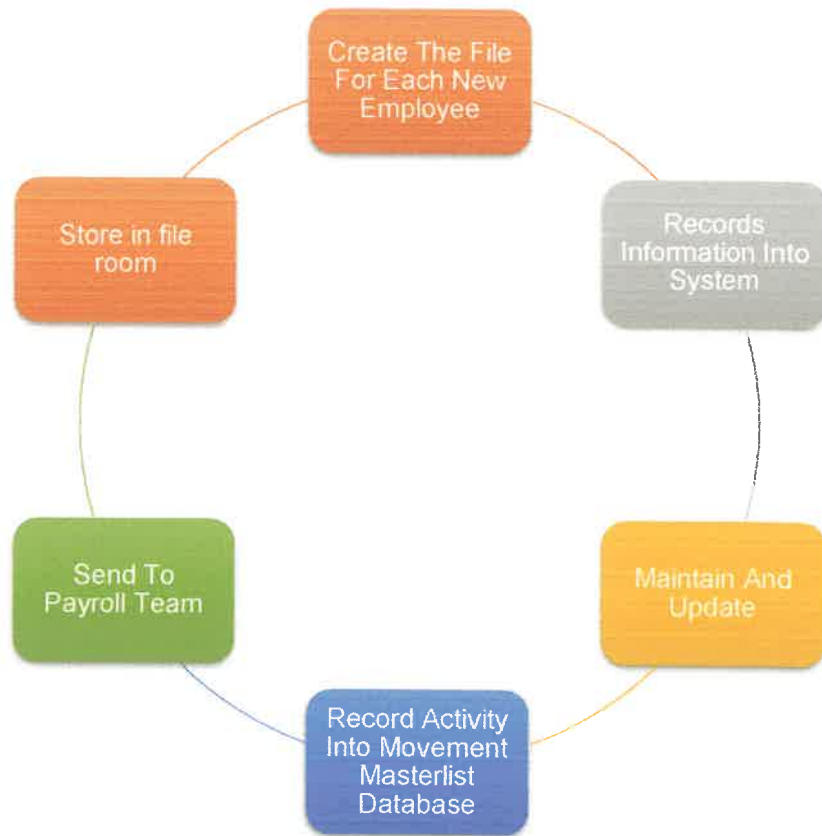 Create The File
For Each New
Employee
Records
Information Into
System
Maintain And
Update
Record Activity
Into Movement
Masterlist
Database
Send To
Payroll Team
Store in file
room